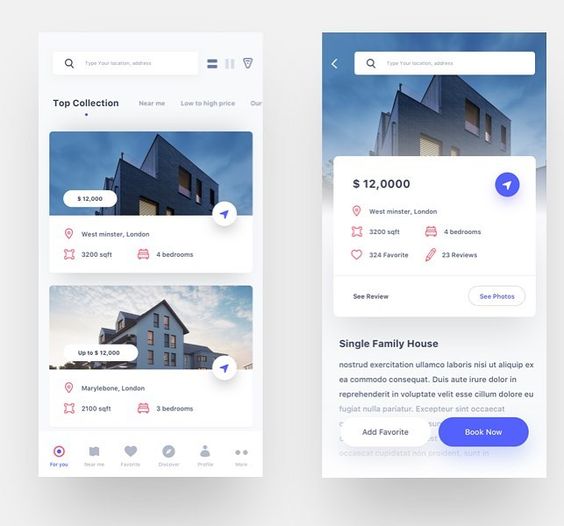 Type Your location, address
Top Collection
Near me
Low to high price
Our
$ 12,000
West minster, London
3200 sqft
4 bedrooms
Up to $ 12,000
Marylebone, London
2100 sqft
3 bedrooms
For you
Near me
Favorite
Discover
Profile
More
Type Your location, address
$ 12,0000
West minster, London
3200 sqft
4 bedrooms
324 Favorite
23 Reviews
See Review
See Photos
Single Family House
nostrud exercitation ullamco laboris nisi ut aliquip ex
ea commodo consequat. Duis aute irure dolor in
reprehenderit in voluptate velit esse cillum dolore eu
fugiat nulla pariatur. Excepteur sint occaecat
Add Favorite
Book Now
occaecat cupidatat non proident, sunt in